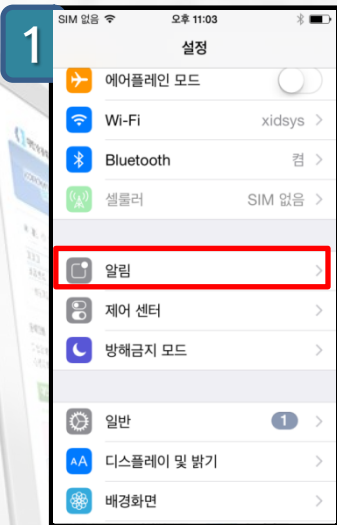 1
SIM 없음 오후 11:03
설정
에어플레인 모드
Wi-Fi xidsys
Bluetooth 켬
셀룰러 SIM 없음
알림
제어 센터
방해금지 모드
일반 1
AA 디스플레이 및 밝기
배경화면